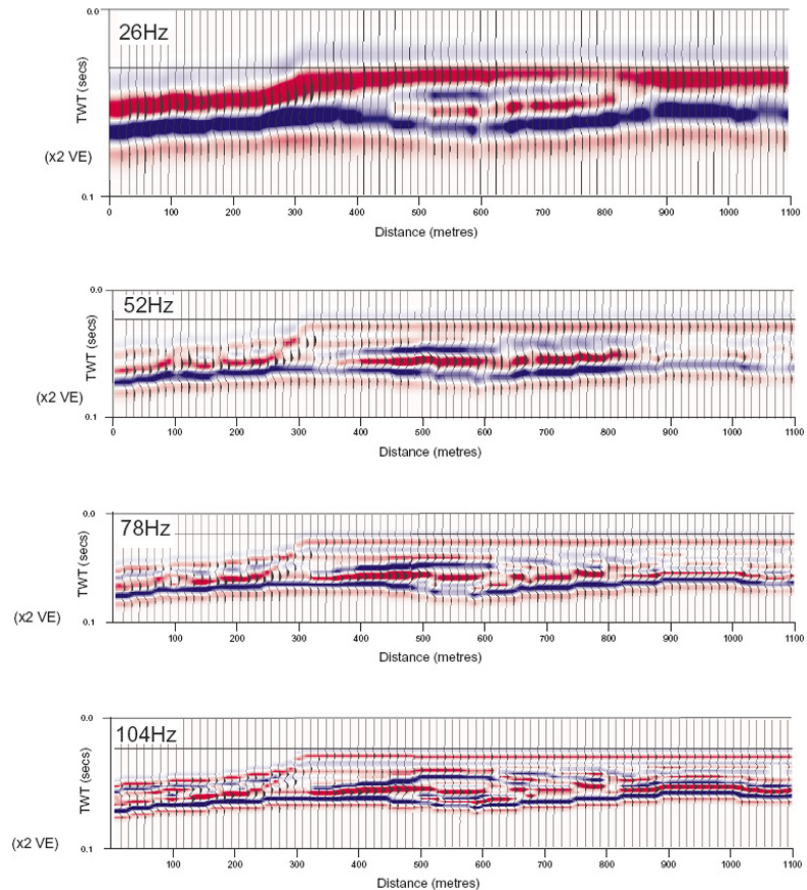 26Hz
0.0
TWT (secs)
(x2 VE)
0.1
0 100 200 300 400 500 600 700 800 900 1000 1100
Distance (metres)
52Hz
0.0
TWT (secs)
(x2 VE)
0.1
0 100 200 300 400 500 600 700 800 900 1000 1100
Distance (metres)
78Hz
0.0
TWT (secs)
(x2 VE)
0.1
100 200 300 400 500 600 700 800 900 1000 1100
Distance (metres)
104Hz
0.0
TWT (secs)
(x2 VE)
0.1
100 200 300 400 500 600 700 800 900 1000 1100
Distance (metres)